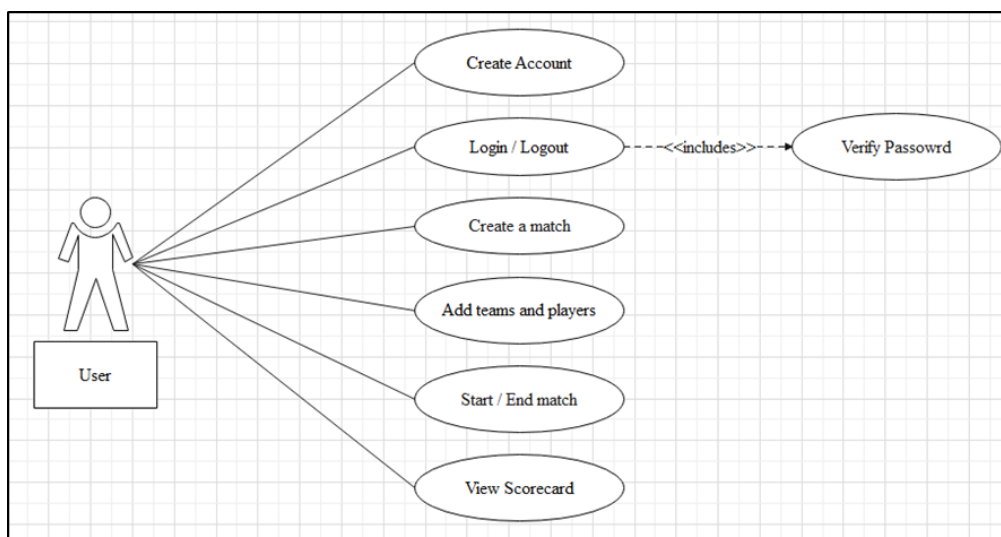 Create Account
Login / Logout
<<includes>>
Verify Passowrd
Create a match
Add teams and players
User
Start / End match
View Scorecard